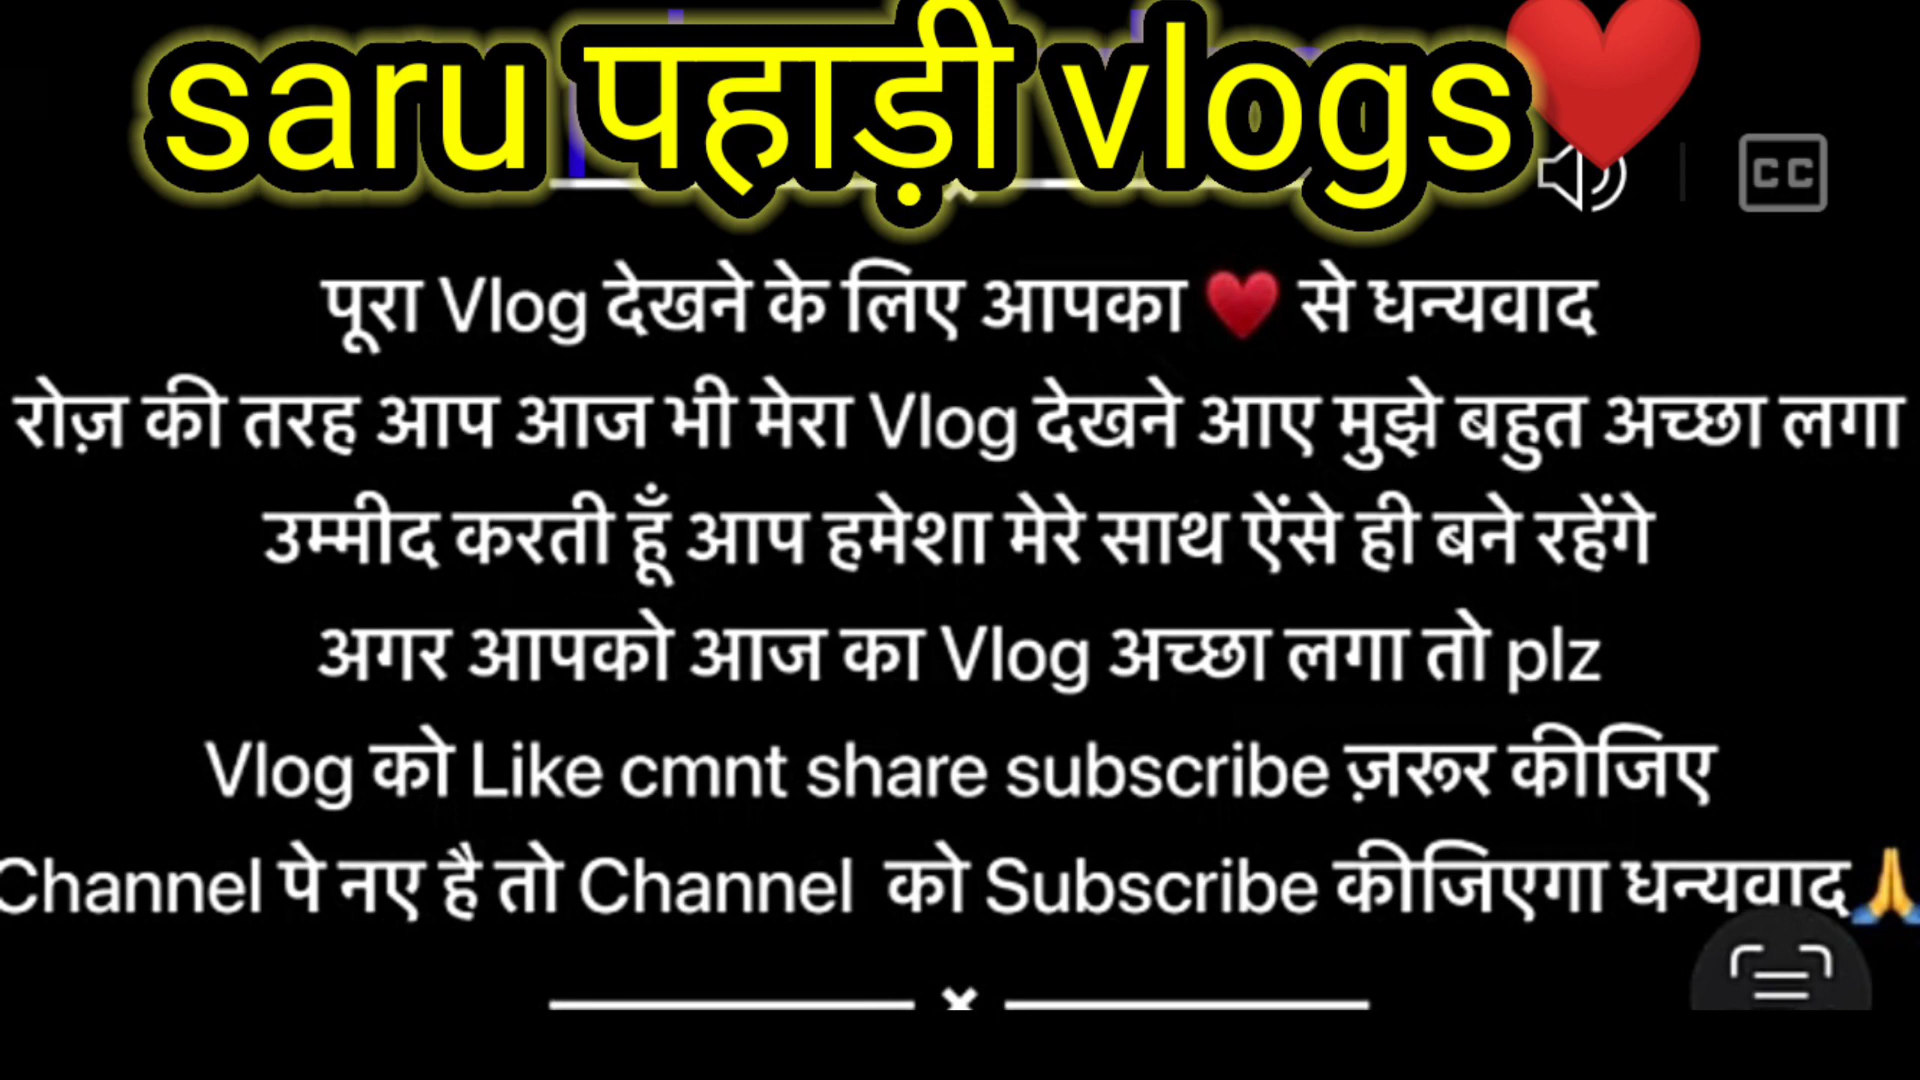 saru पहाड़ी vlogs❤️
CC
पूरा Vlog देखने के लिए आपका ♥️ से धन्यवाद
रोज़ की तरह आप आज भी मेरा Vlog देखने आए मुझे बहुत अच्छा लगा
उम्मीद करती हूँ आप हमेशा मेरे साथ ऐंसे ही बने रहेंगे
अगर आपको आज का Vlog अच्छा लगा तो plz
Vlog को Like cmnt share subscribe ज़रूर कीजिए
Channel पे नए है तो Channel को Subscribe कीजिएगा धन्यवाद🙏